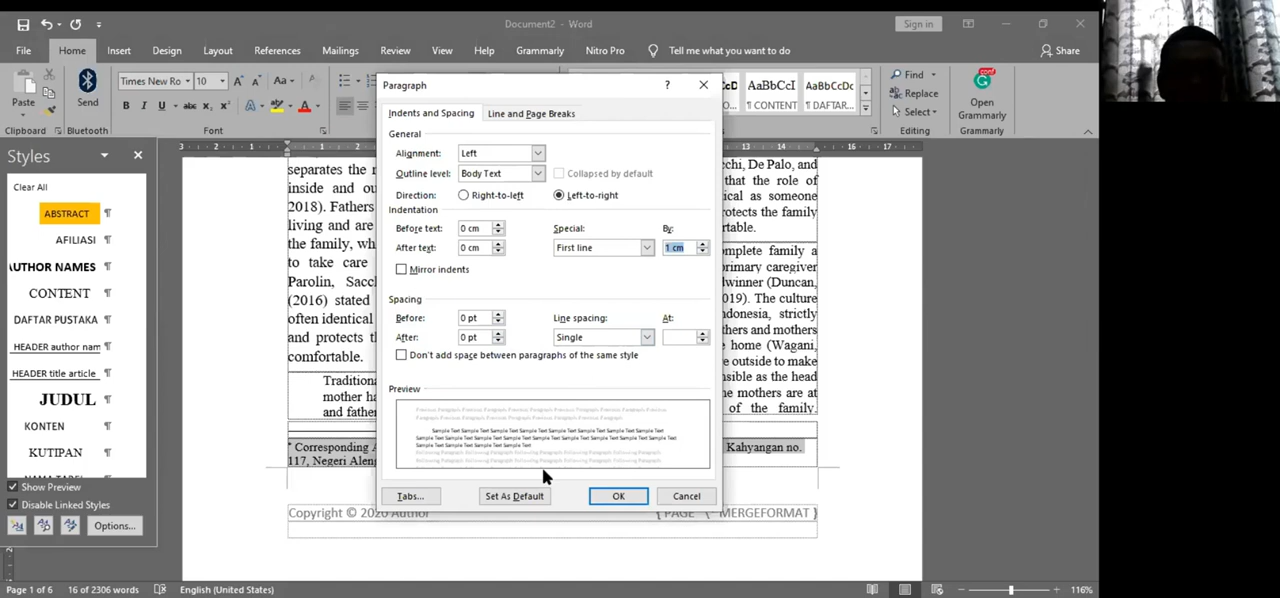 Document2 - Word
Sign in
File
Home
Insert
Design
Layout
References
Mailings
Review
View
Help
Grammarly
Nitro Pro
Tell me what you want to do
Share
Paste
Send
Times New Ro
10
AaBbCcI
AaBbCcDc
CONTENT
DAFTAR...
Find
Replace
Select
Open
Grammarly
Clipboard
Bluetooth
Font
Editing
Grammarly
Styles
Clear All
ABSTRACT
AFILIASI
AUTHOR NAMES
CONTENT
DAFTAR PUSTAKA
HEADER author nam
HEADER title article
JUDUL
KONTEN
KUTIPAN
Show Preview
Disable Linked Styles
Options...
Paragraph
Indents and Spacing
Line and Page Breaks
General
Alignment: Left
Outline level: Body Text
Collapsed by default
Direction: Right-to-left Left-to-right
Indentation
Before text: 0 cm Special: By:
After text: 0 cm First line 1 cm
Mirror indents
Spacing
Before: 0 pt Line spacing: At:
After: 0 pt Single
Don't add space between paragraphs of the same style
Preview
Tabs...
Set As Default
OK
Cancel
separates the
inside and ou
2018). Fathers
living and are
the family, wh
to take care
Parolin, Sacc
(2016) stated
often identical
and protects th
comfortable.
Traditiona
mother ha
and father
* Corresponding A
117, Negeri Aleng
Copyright © 2020 Author
chi, De Palo, and
that the role of
ical as someone
rotects the family
rtable.
mplete family a
primary caregiver
dwinner (Duncan,
019). The culture
donesia, strictly
thers and mothers
home (Wagani,
re outside to make
nsible as the head
he mothers are at
of the family.
Kahyangan no.
{ PAGE \* MERGEFORMAT }
Page 1 of 6
16 of 2306 words
English (United States)
116%